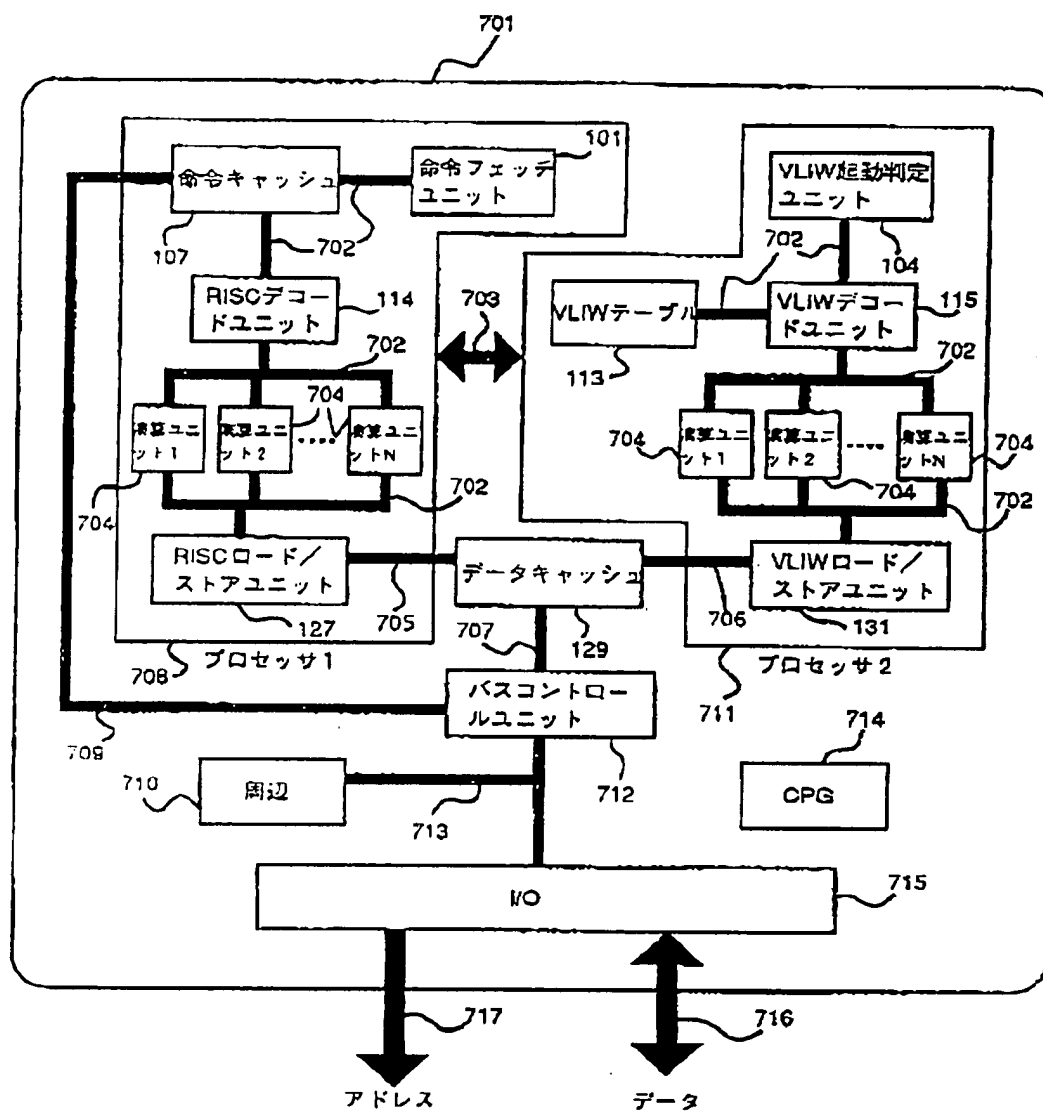 701
命令キャッシュ
107
702
命令フェッチ
ユニット
101
VLIW起動判定
ユニット
104
702
RISCデコー
ドユニット
114
703
VLIWテーブル
113
VLIWデコー
ドユニット
115
702
702
演算ユニ
ット1
演算ユニ
ット2
.....
演算ユニ
ットN
704
704
702
演算ユニ
ット1
演算ユニ
ット2
....
演算ユニ
ットN
704
704
704
702
RISCロード/
ストアユニット
127
705
データキャッシュ
129
706
VLIWロード/
ストアユニット
131
707
708
プロセッサ1
プロセッサ2
711
バスコントロー
ルユニット
712
709
710
周辺
713
714
CPG
I/O
715
717
716
アドレス
データ